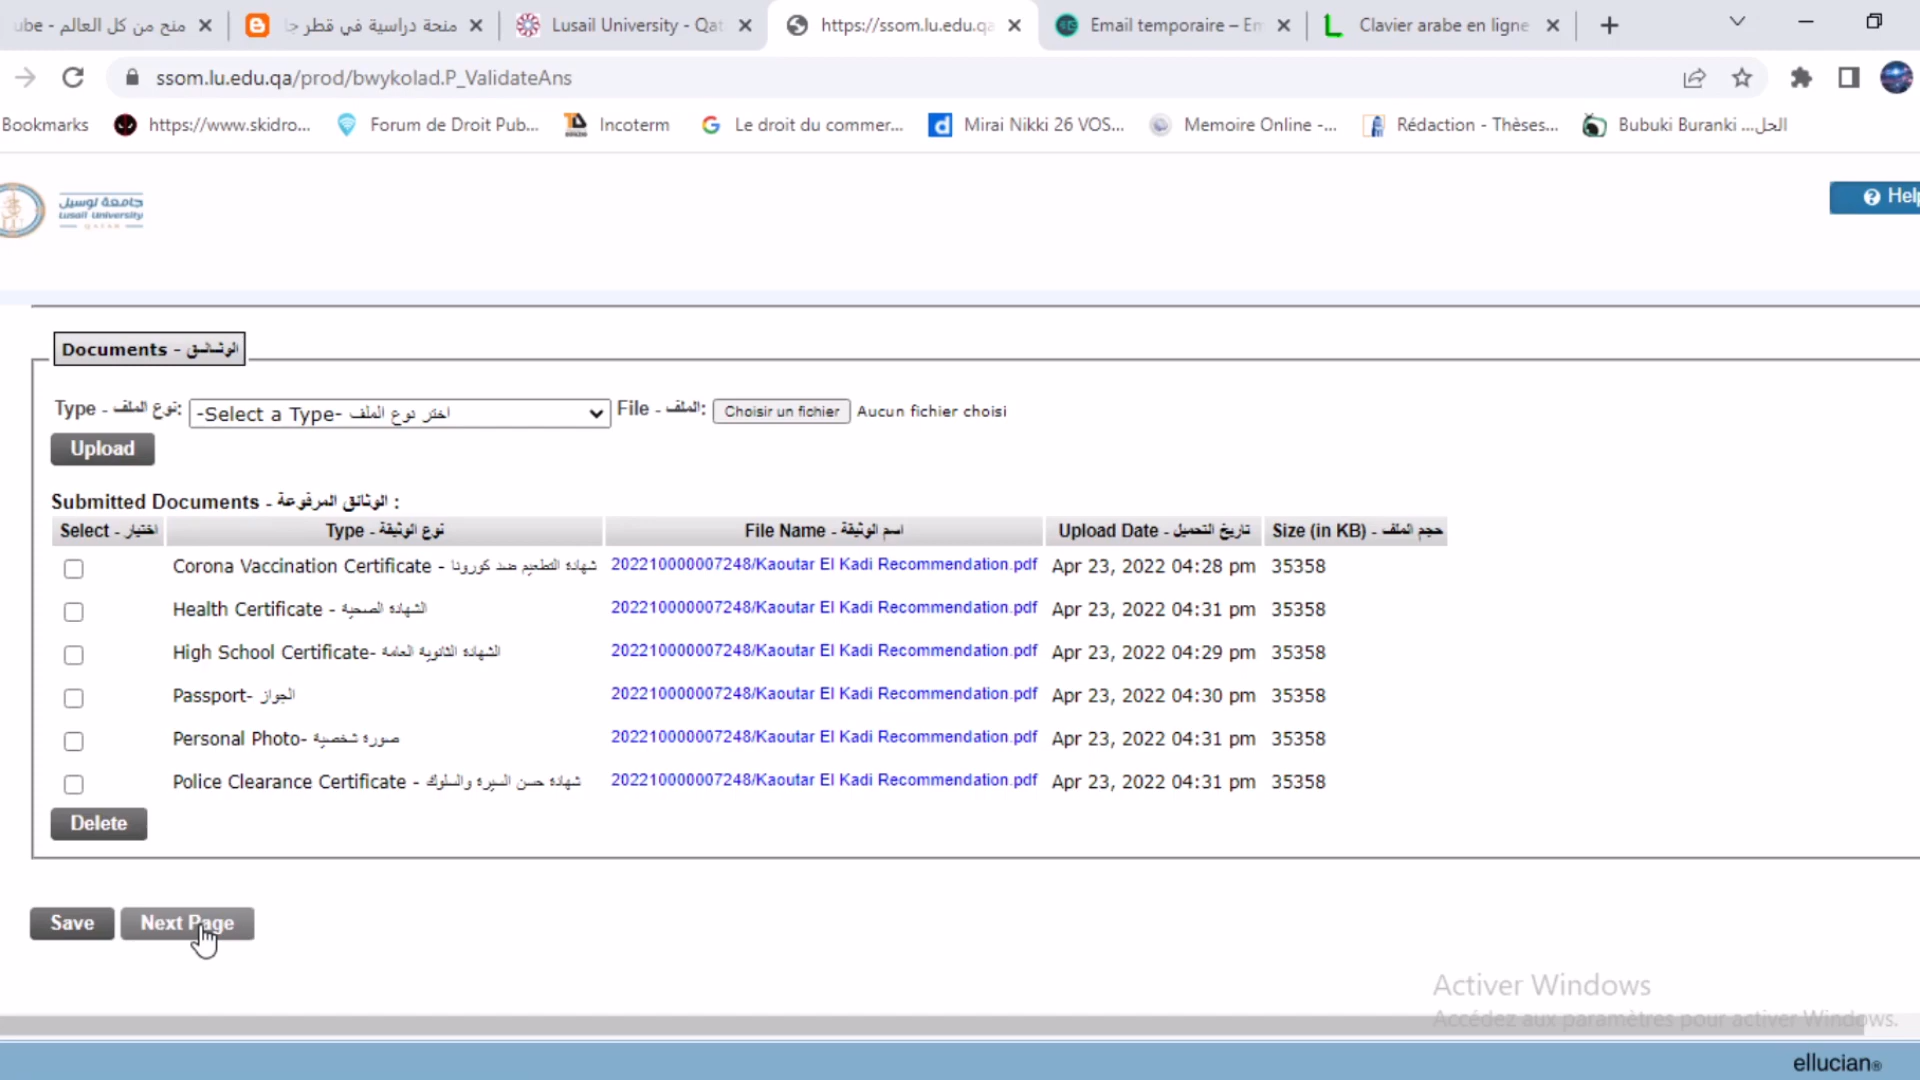 ube - منح من كل العالم
منحة دراسية في قطر جا
Lusail University - Qat
https://ssom.lu.edu.qa
Email temporaire – Em
Clavier arabe en ligne
ssom.lu.edu.qa/prod/bwykolad.P_ValidateAns
Bookmarks
https://www.skidro...
Forum de Droit Pub...
Incoterm
Le droit du commer...
Mirai Nikki 26 VOS...
Memoire Online -...
Rédaction - Thèses...
Bubuki Buranki ...الحل
جامعة لوسيل
Lusail University
QATAR
Help
Documents - الوثائق
Type - نوع الملف: -Select a Type- اختر نوع الملف File - الملف: Choisir un fichier Aucun fichier choisi
Upload
Submitted Documents - الوثائق المرفوعة :
Select - اختيار Type - نوع الوثيقة File Name - اسم الوثيقة Upload Date - تاريخ التحميل Size (in KB) - حجم الملف
Corona Vaccination Certificate - شهادة التطعيم ضد كورونا 202210000007248/Kaoutar El Kadi Recommendation.pdf Apr 23, 2022 04:28 pm 35358
Health Certificate - الشهادة الصحية 202210000007248/Kaoutar El Kadi Recommendation.pdf Apr 23, 2022 04:31 pm 35358
High School Certificate- الشهادة الثانوية العامة 202210000007248/Kaoutar El Kadi Recommendation.pdf Apr 23, 2022 04:29 pm 35358
Passport- الجواز 202210000007248/Kaoutar El Kadi Recommendation.pdf Apr 23, 2022 04:30 pm 35358
Personal Photo- صورة شخصية 202210000007248/Kaoutar El Kadi Recommendation.pdf Apr 23, 2022 04:31 pm 35358
Police Clearance Certificate - شهادة حسن السيرة والسلوك 202210000007248/Kaoutar El Kadi Recommendation.pdf Apr 23, 2022 04:31 pm 35358
Delete
Save Next Page
Activer Windows
Accédez aux paramètres pour activer Windows.
ellucian®